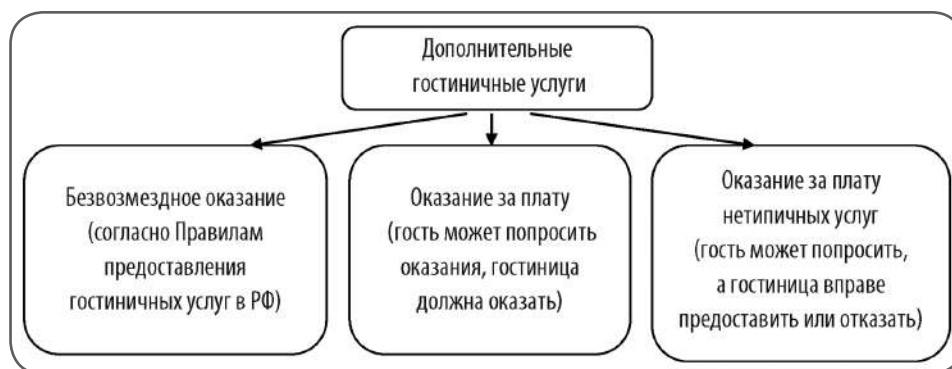 Дополнительные
гостиничные услуги
Безвозмездное оказание
(согласно Правилам
предоставления
гостиничных услуг в РФ)
Оказание за плату
(гость может попросить
оказания, гостиница
должна оказать)
Оказание за плату
нетипичных услуг
(гость может попросить,
а гостиница вправе
предоставить или отказать)